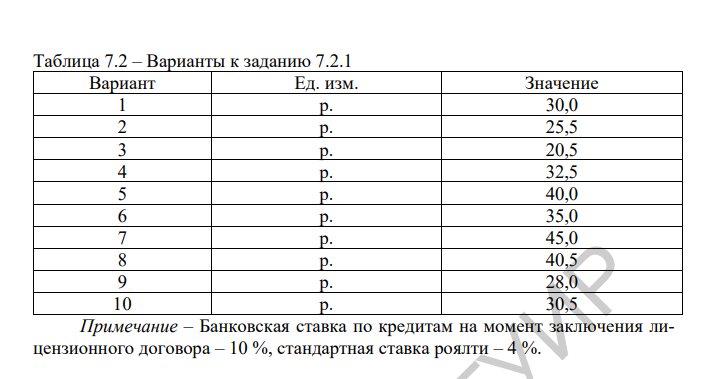 Таблица 7.2 – Варианты к заданию 7.2.1
Вариант Ед. изм. Значение
1 р. 30,0
2 р. 25,5
3 р. 20,5
4 р. 32,5
5 р. 40,0
6 р. 35,0
7 р. 45,0
8 р. 40,5
9 р. 28,0
10 р. 30,5
Примечание – Банковская ставка по кредитам на момент заключения ли-
цензионного договора – 10 %, стандартная ставка роялти – 4 %.